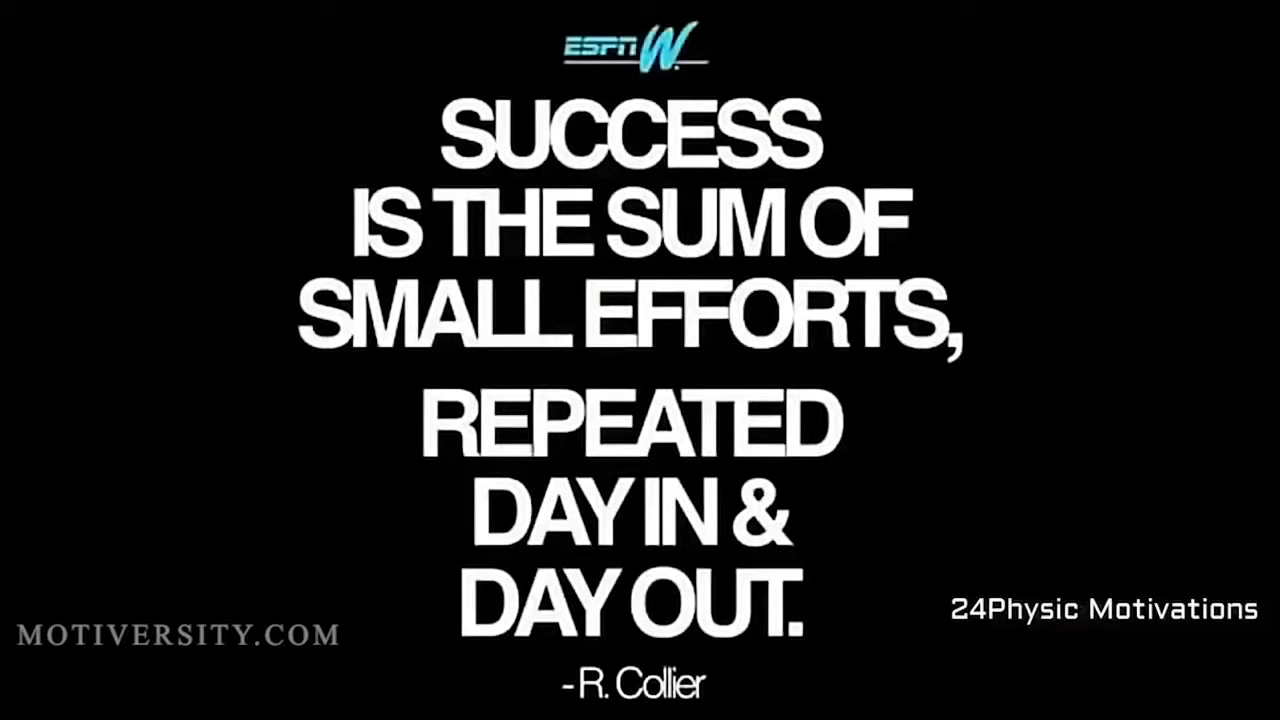 ESPN W.
SUCCESS
IS THE SUM OF
SMALL EFFORTS,
REPEATED
DAY IN &
DAY OUT.
24Physic Motivations
MOTIVERSITY.COM
- R. Collier